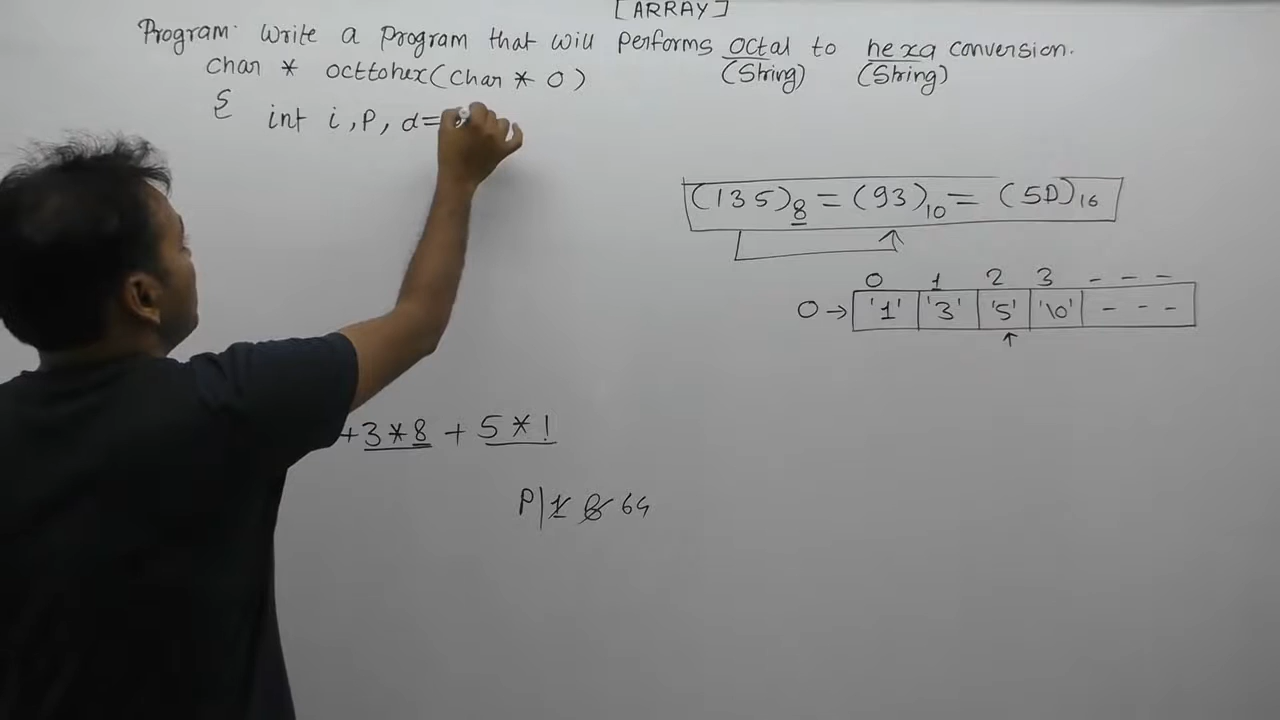 [ARRAY]
Program: Write a program that will performs octal to hexa conversion.
char * octtohex(char * O) (String) (String)
{ int i, P, d=
(135)8 = (93)10 = (5D)16
0 1 2 3 - - -
O → '1' '3' '5' '\0' - - -
+ 3 * 8 + 5 * 1
P | 1 8 64